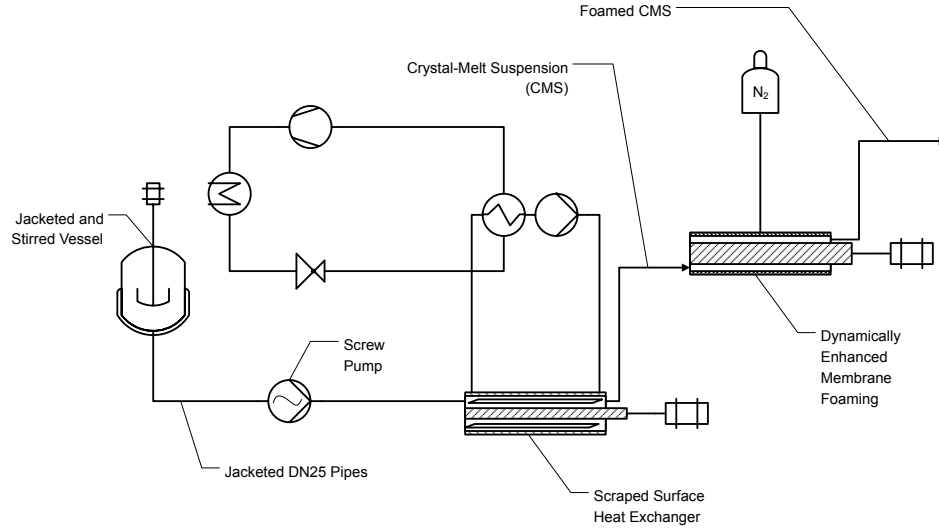 Foamed CMS
Crystal-Melt Suspension
(CMS)
N₂
Jacketed and
Stirred Vessel
Screw
Pump
Dynamically
Enhanced
Membrane
Foaming
Jacketed DN25 Pipes
Scraped Surface
Heat Exchanger